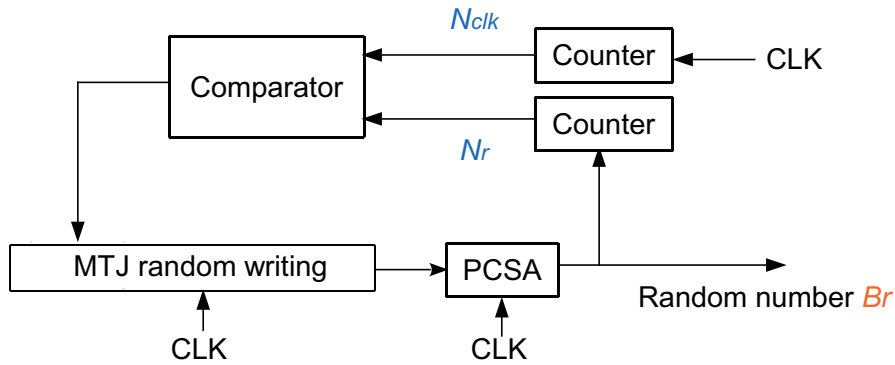 Nclk
Counter
CLK
Comparator
Counter
Nr
MTJ random writing
PCSA
Random number Br
CLK
CLK